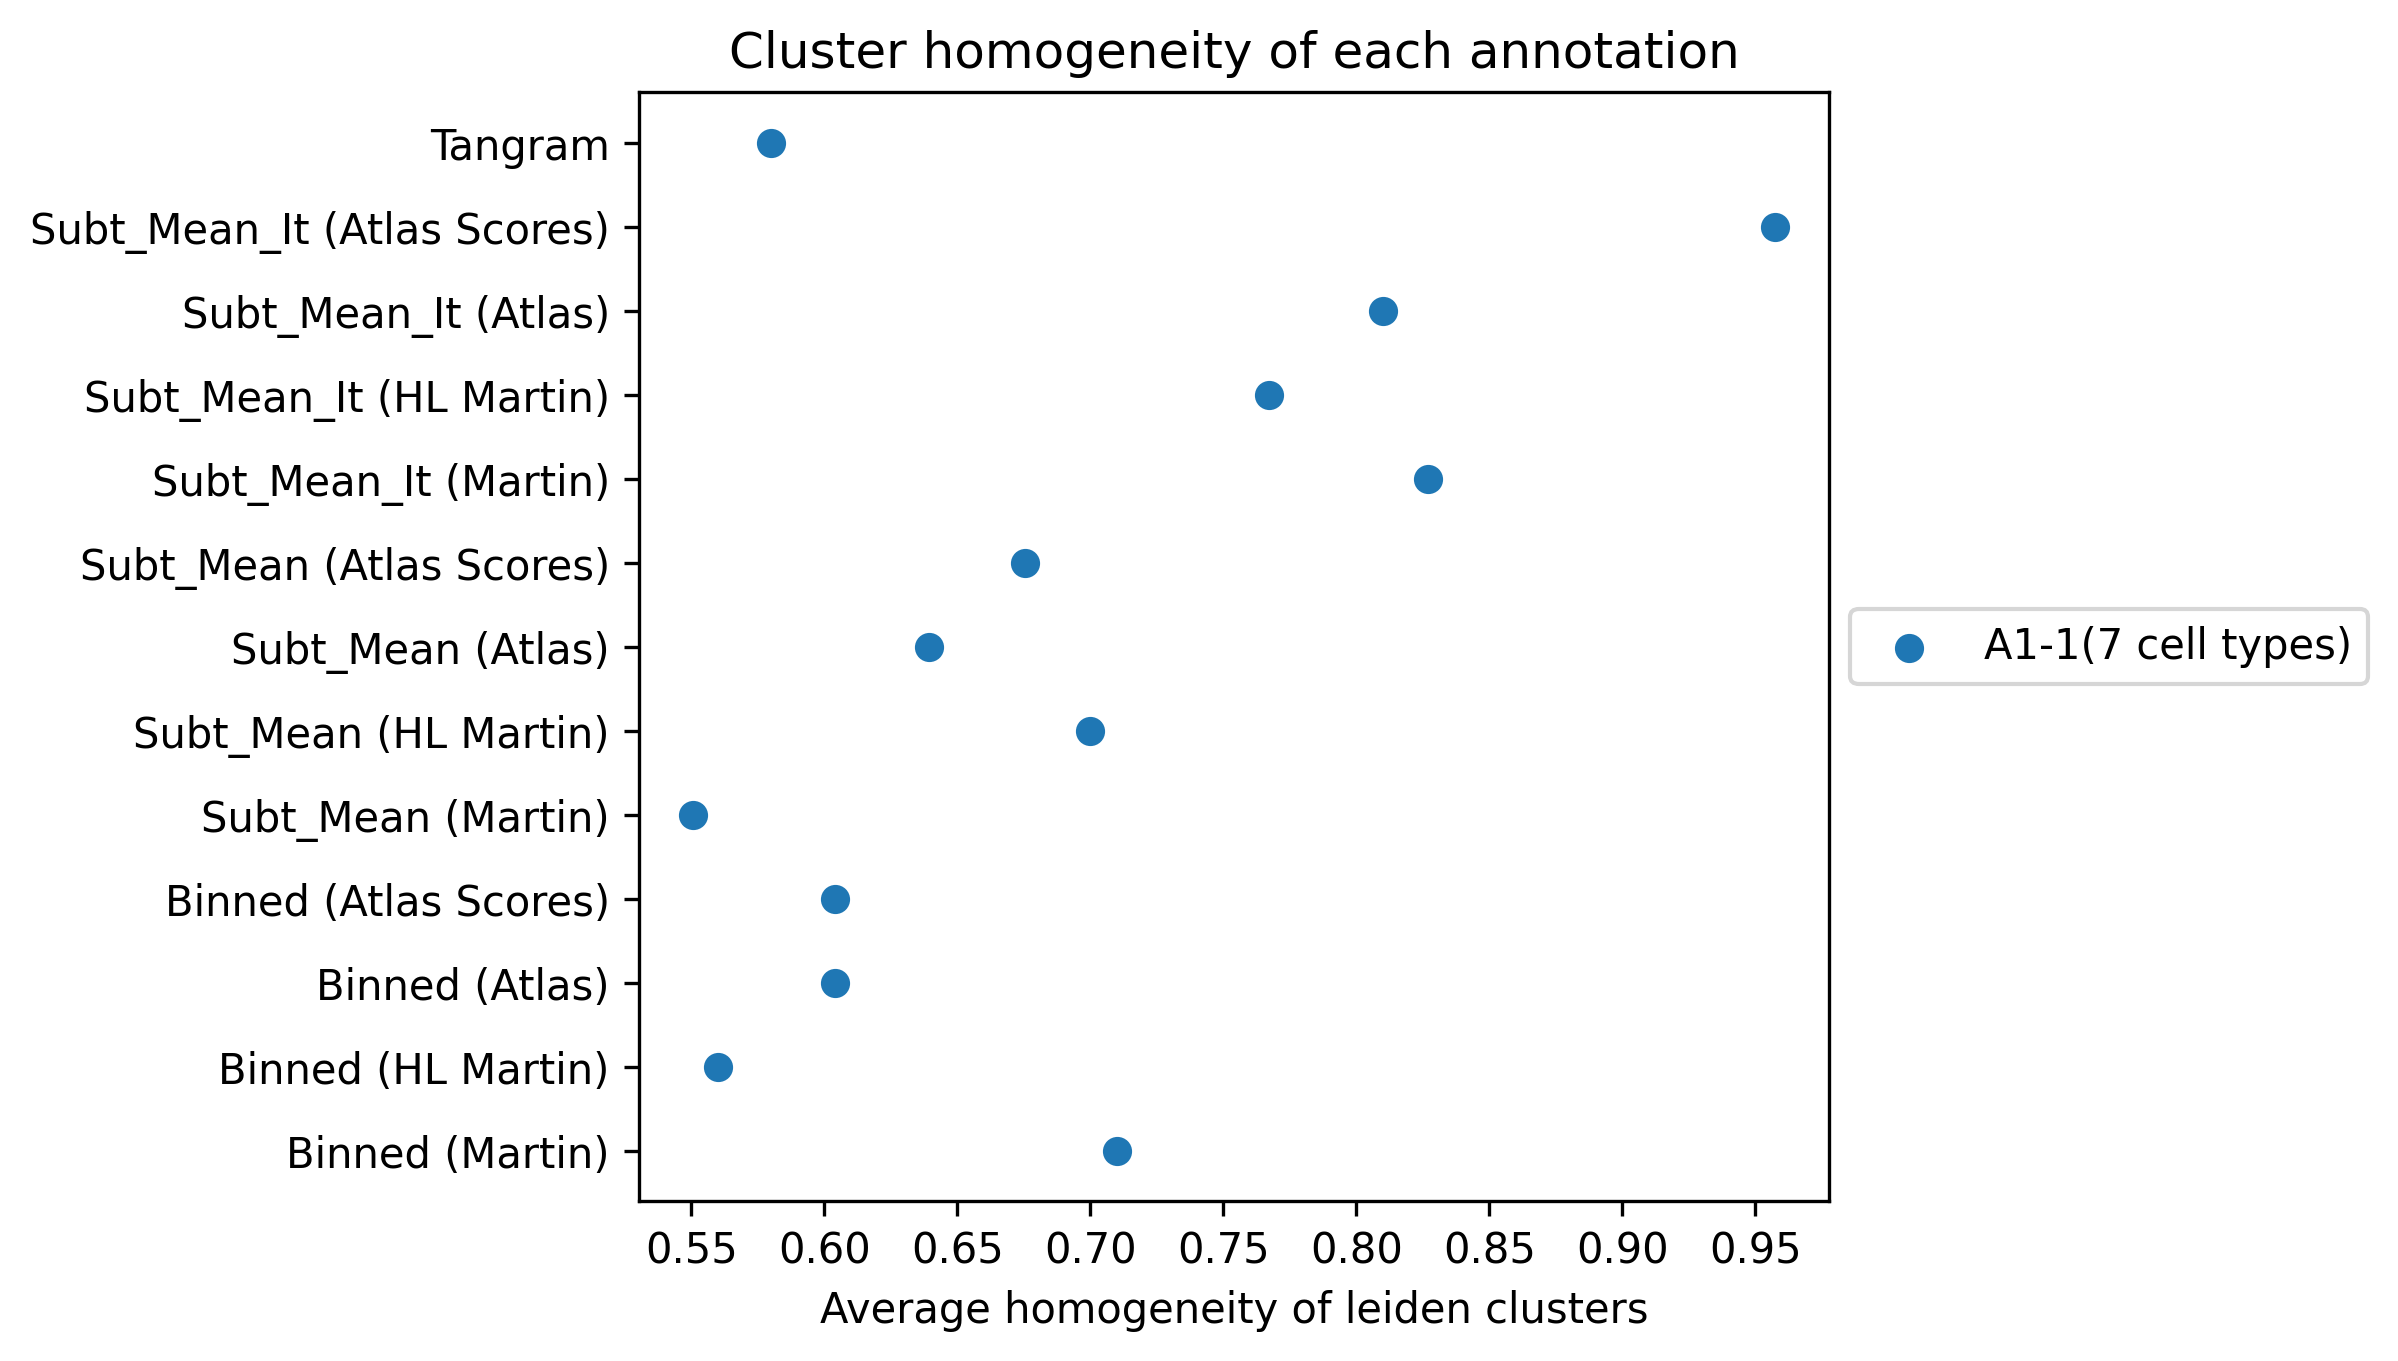 Cluster homogeneity of each annotation
Tangram
Subt_Mean_It (Atlas Scores)
Subt_Mean_It (Atlas)
Subt_Mean_It (HL Martin)
Subt_Mean_It (Martin)
Subt_Mean (Atlas Scores)
Subt_Mean (Atlas)
Subt_Mean (HL Martin)
Subt_Mean (Martin)
Binned (Atlas Scores)
Binned (Atlas)
Binned (HL Martin)
Binned (Martin)
A1-1(7 cell types)
0.55 0.60 0.65 0.70 0.75 0.80 0.85 0.90 0.95
Average homogeneity of leiden clusters